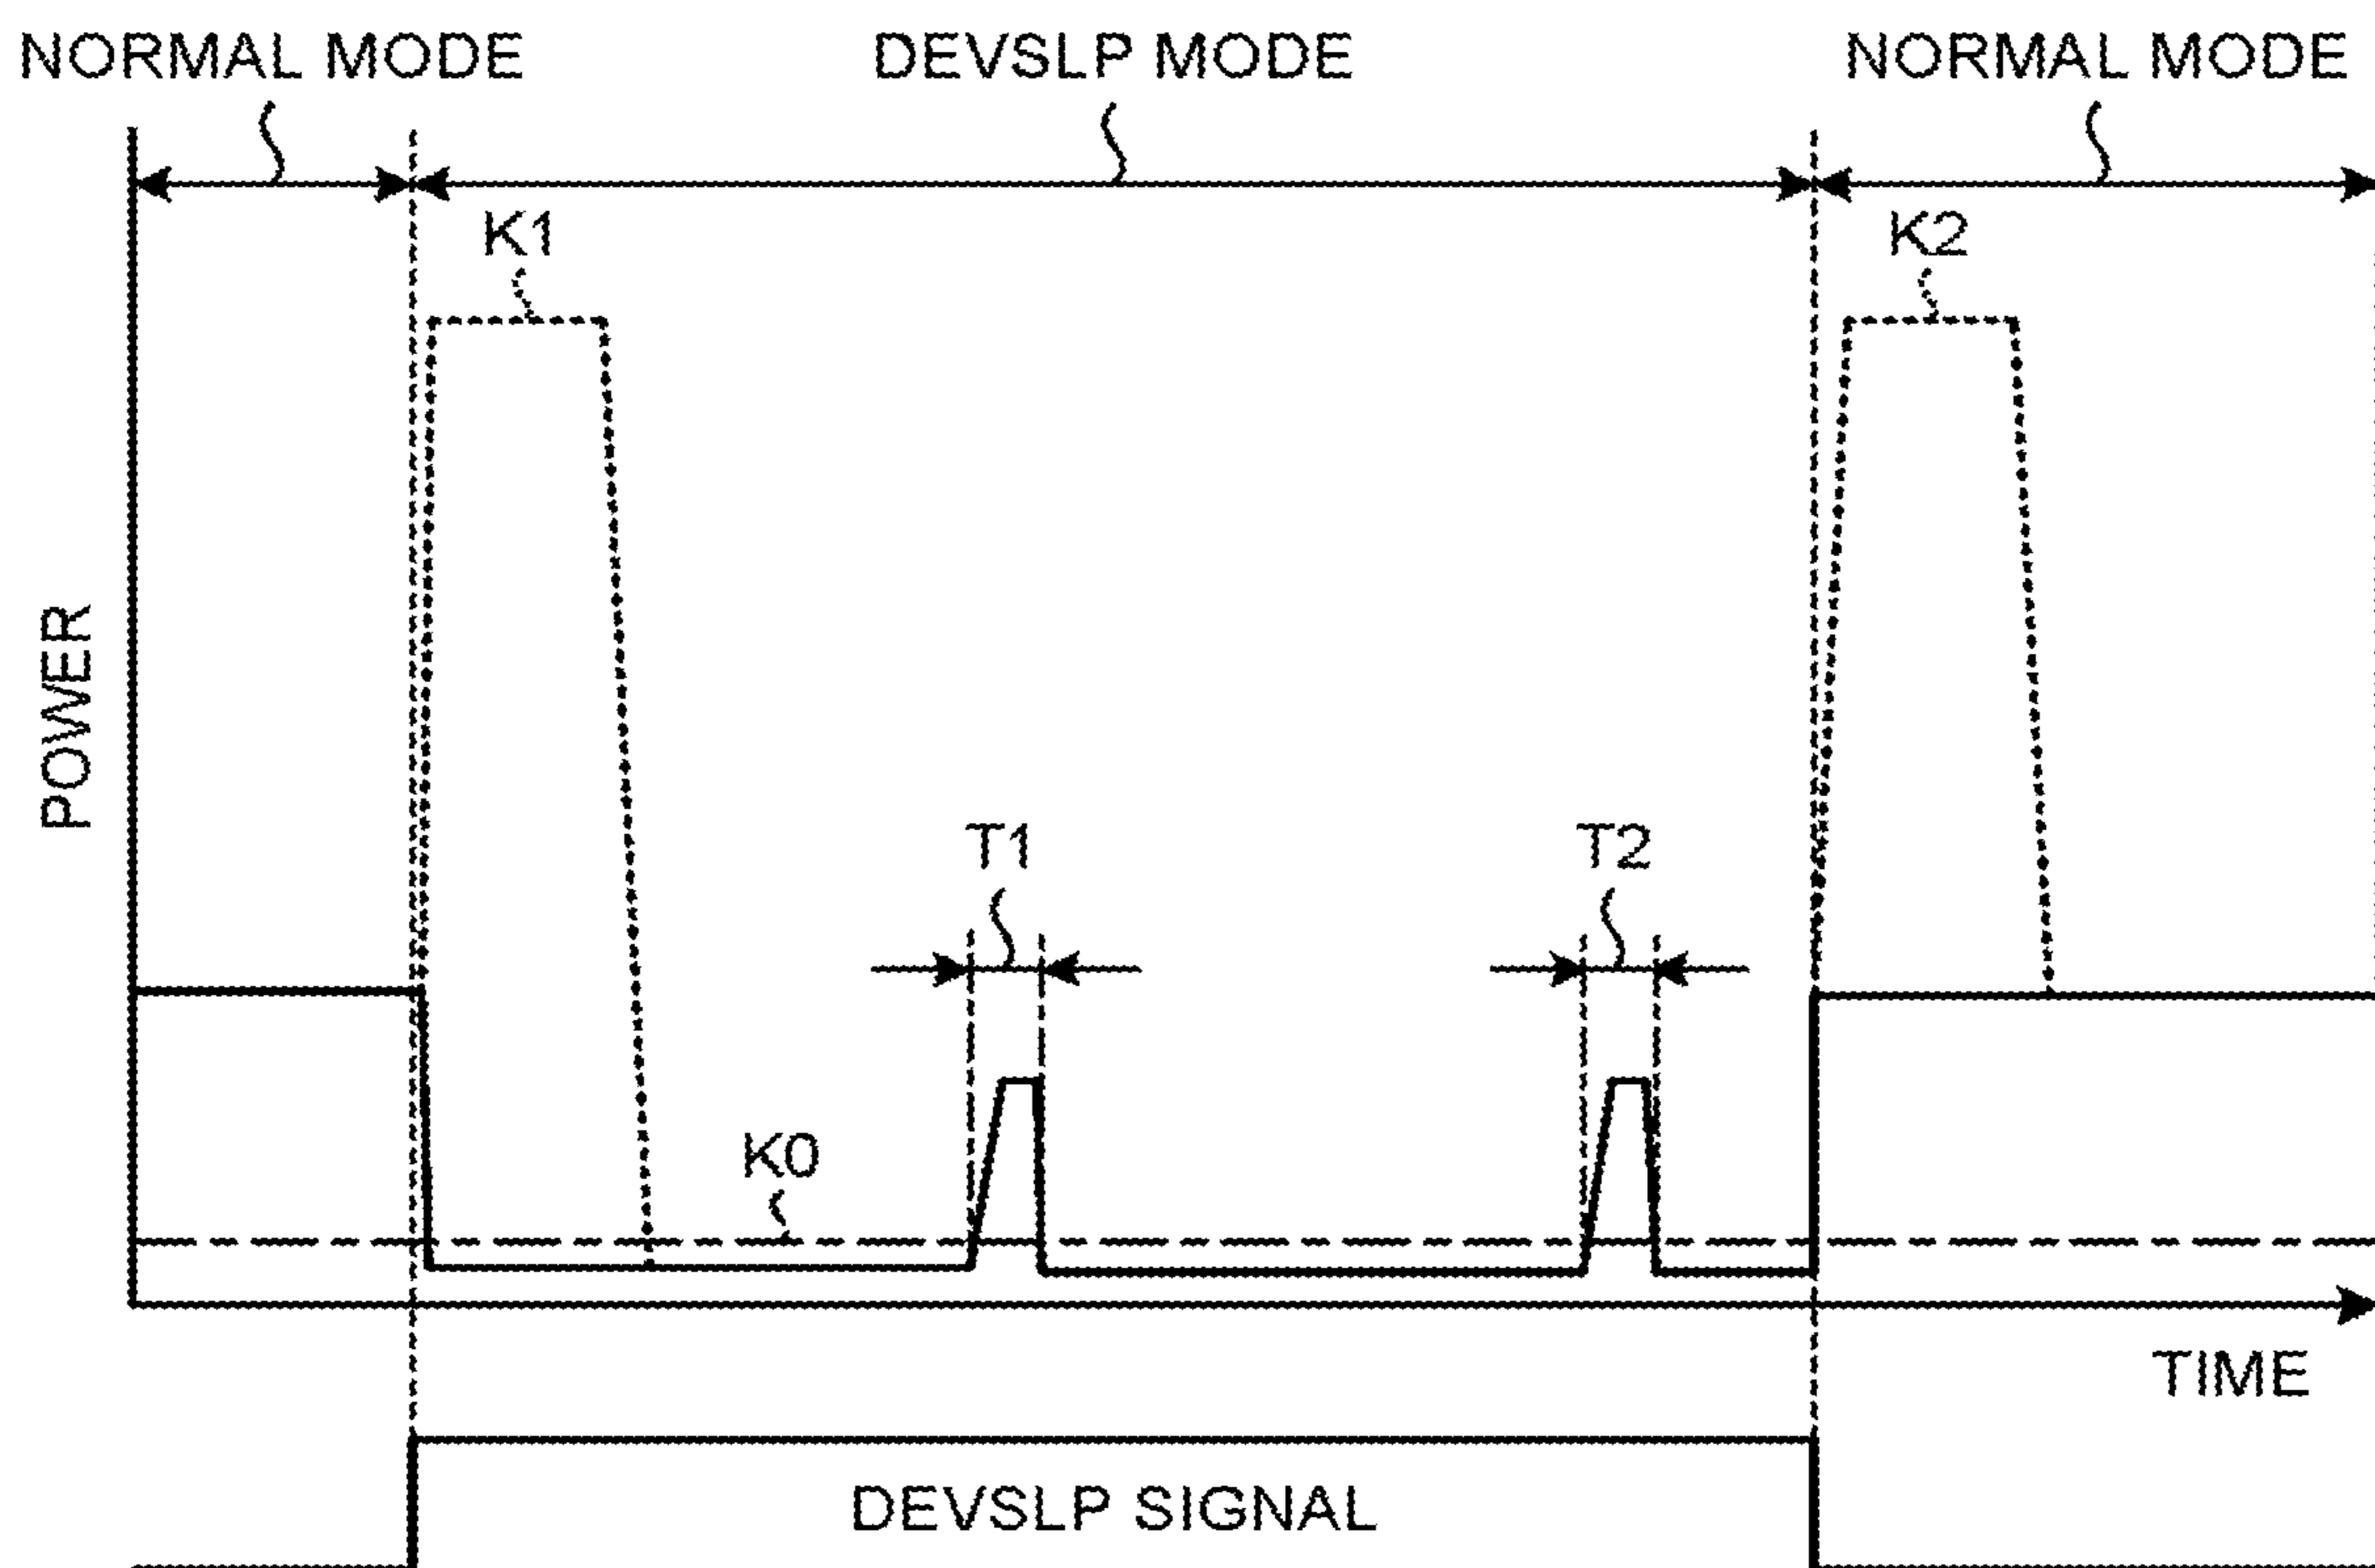 NORMAL MODE
DEVSLP MODE
NORMAL MODE
K1
K2
POWER
T1
T2
K0
TIME
DEVSLP SIGNAL